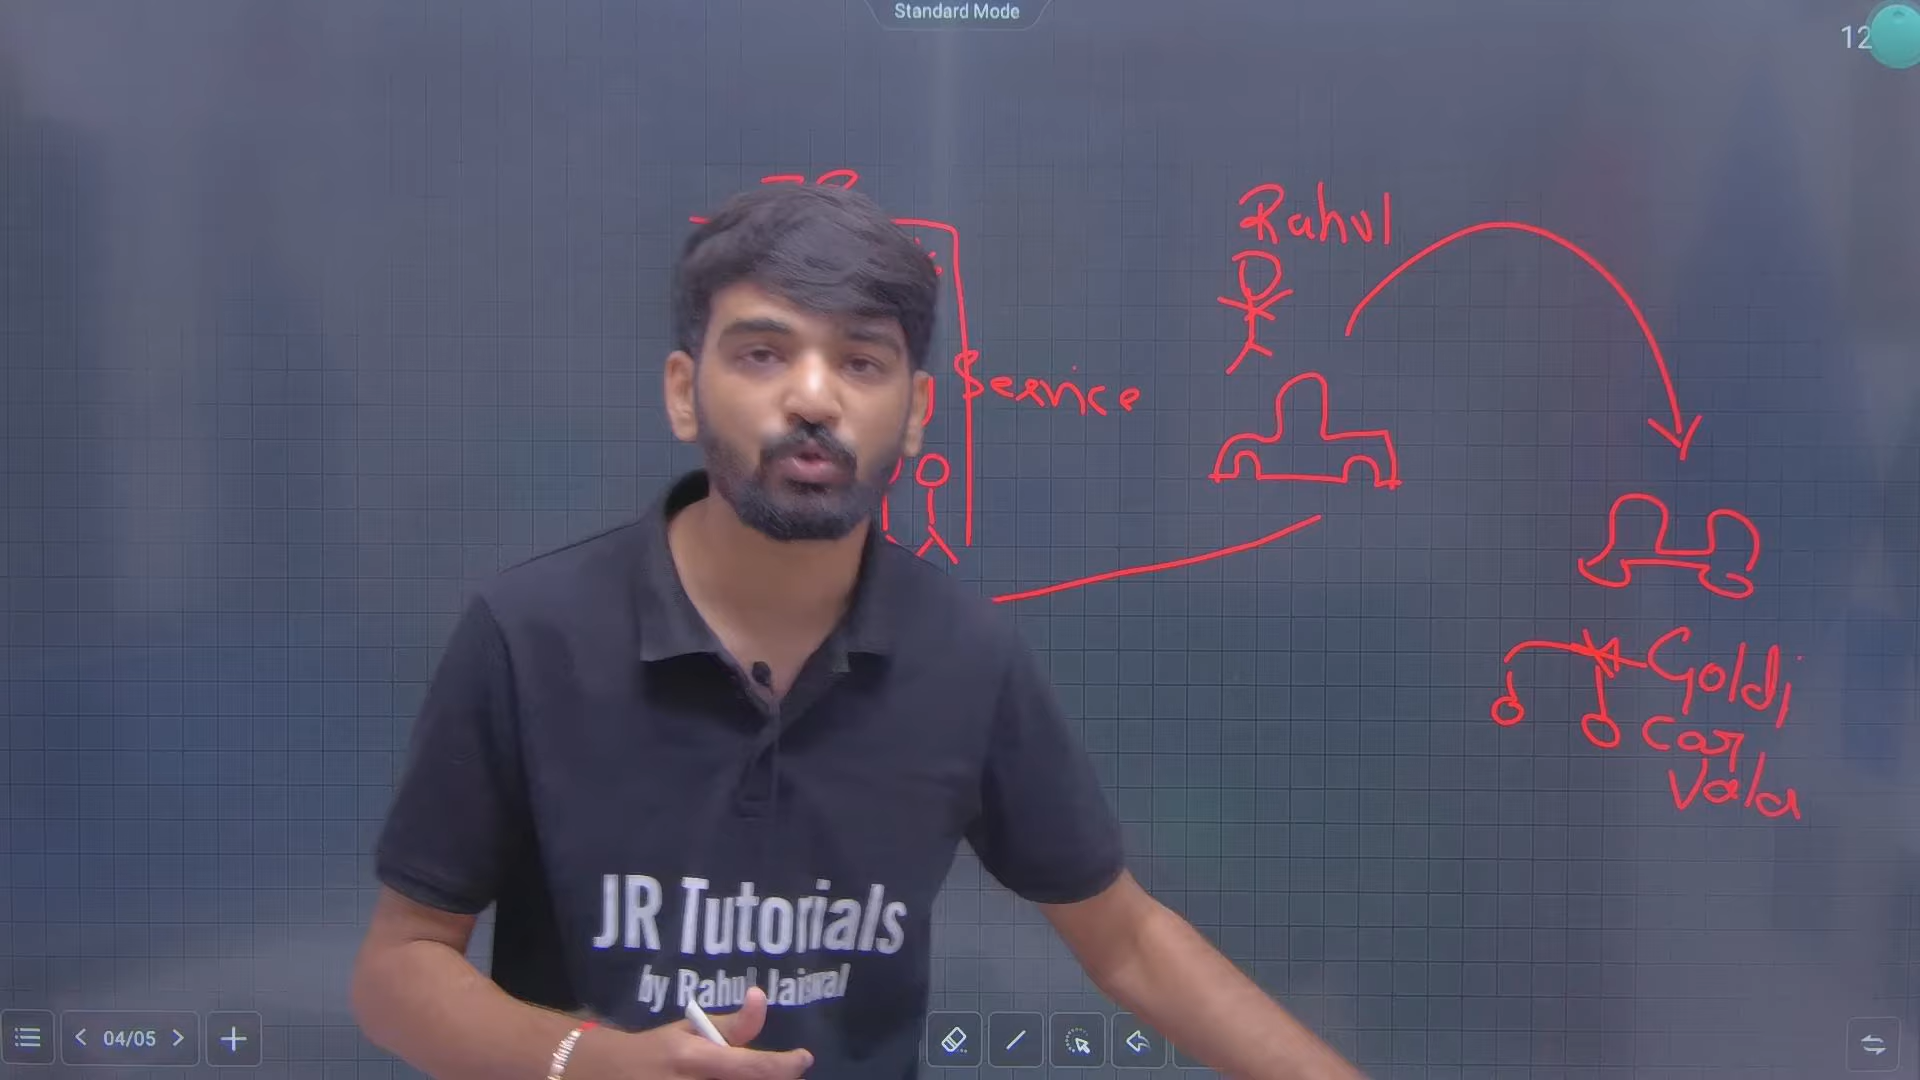 Standard Mode
12
Rahul
Service
Goldi
Car
Vala
JR Tutorials
by Rahul Jaiswal
04/05